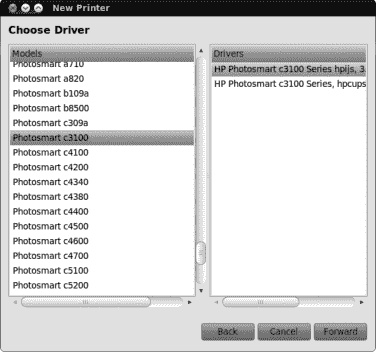 New Printer
Choose Driver
Models
Photosmart a710
Photosmart a820
Photosmart b109a
Photosmart b8500
Photosmart c309a
Photosmart c3100
Photosmart c4100
Photosmart c4200
Photosmart c4340
Photosmart c4380
Photosmart c4400
Photosmart c4500
Photosmart c4600
Photosmart c4700
Photosmart c5100
Photosmart c5200
Drivers
HP Photosmart c3100 Series hpijs, 3.
HP Photosmart c3100 Series, hpcups
Back
Cancel
Forward